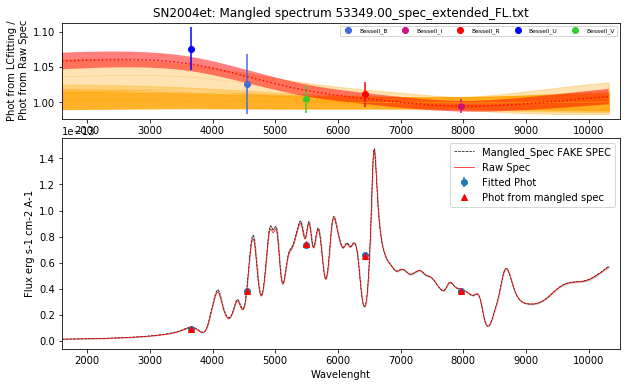 SN2004et: Mangled spectrum 53349.00_spec_extended_FL.txt
Phot from LCfitting /
Phot from Raw Spec
1.10
1.05
1.00
Bessell_B
Bessell_I
Bessell_R
Bessell_U
Bessell_V
2000 3000 4000 5000 6000 7000 8000 9000 10000
1e−13
Flux erg s-1 cm-2 A-1
1.4
1.2
1.0
0.8
0.6
0.4
0.2
0.0
Mangled_Spec FAKE SPEC
Raw Spec
Fitted Phot
Phot from mangled spec
2000 3000 4000 5000 6000 7000 8000 9000 10000
Wavelenght